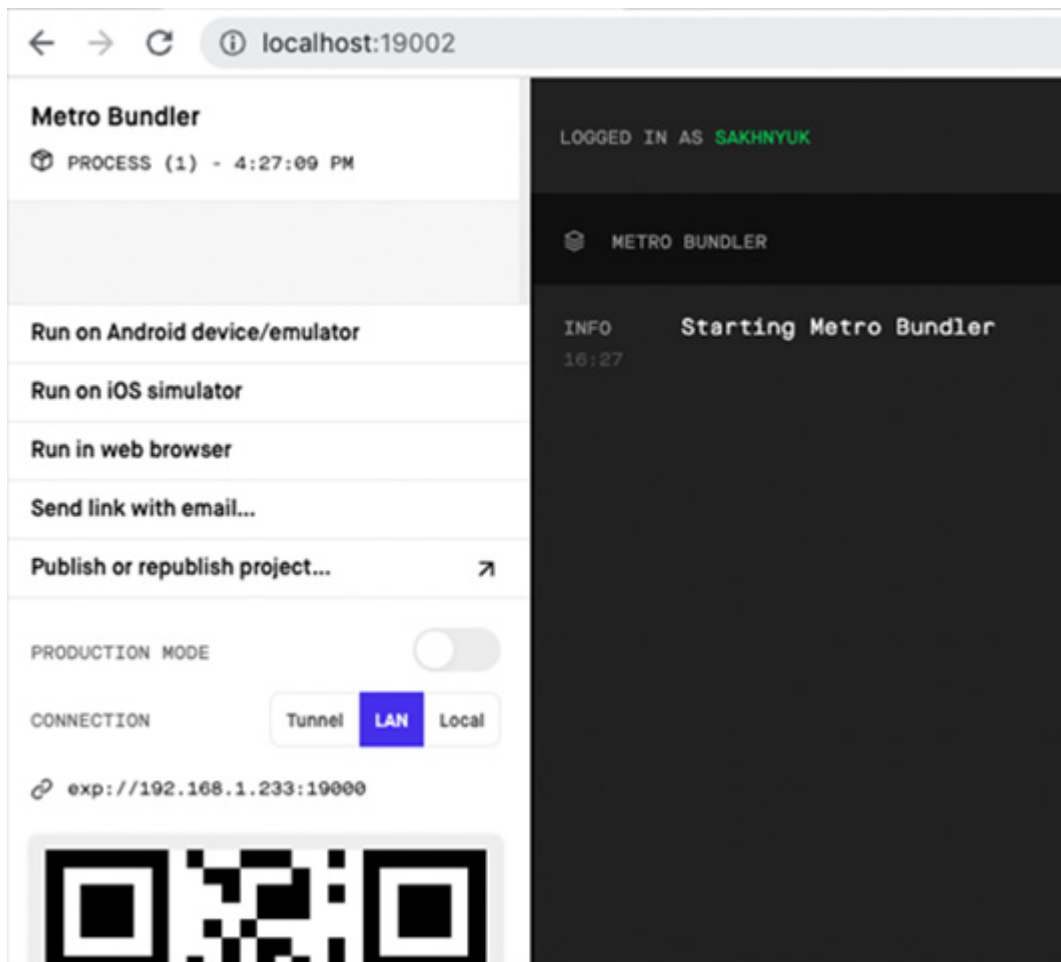 localhost:19002
Metro Bundler
PROCESS (1) - 4:27:09 PM
Run on Android device/emulator
Run on iOS simulator
Run in web browser
Send link with email...
Publish or republish project...
PRODUCTION MODE
CONNECTION Tunnel LAN Local
exp://192.168.1.233:19000
LOGGED IN AS SAKHNYUK
METRO BUNDLER
INFO Starting Metro Bundler
16:27